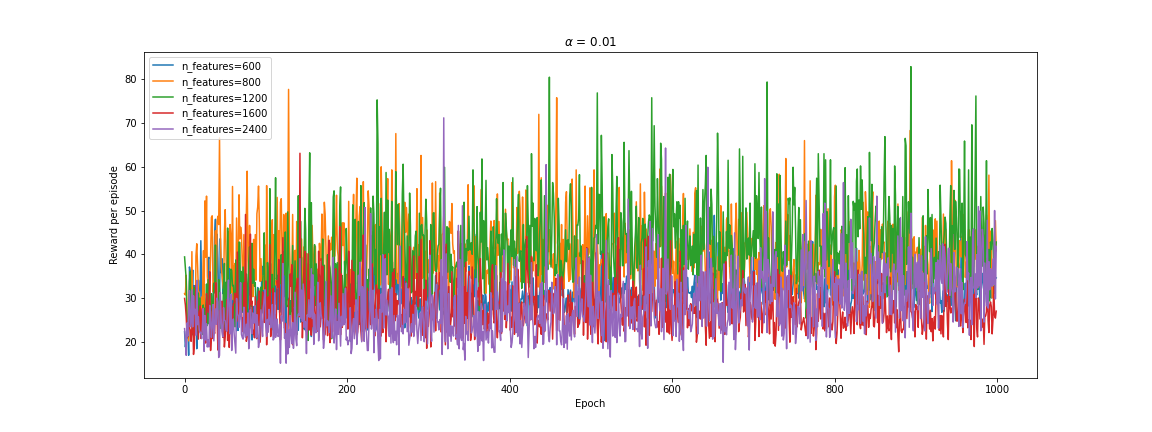 α = 0.01
n_features=600
n_features=800
n_features=1200
n_features=1600
n_features=2400
80
70
60
50
40
30
20
Reward per episode
0 200 400 600 800 1000
Epoch